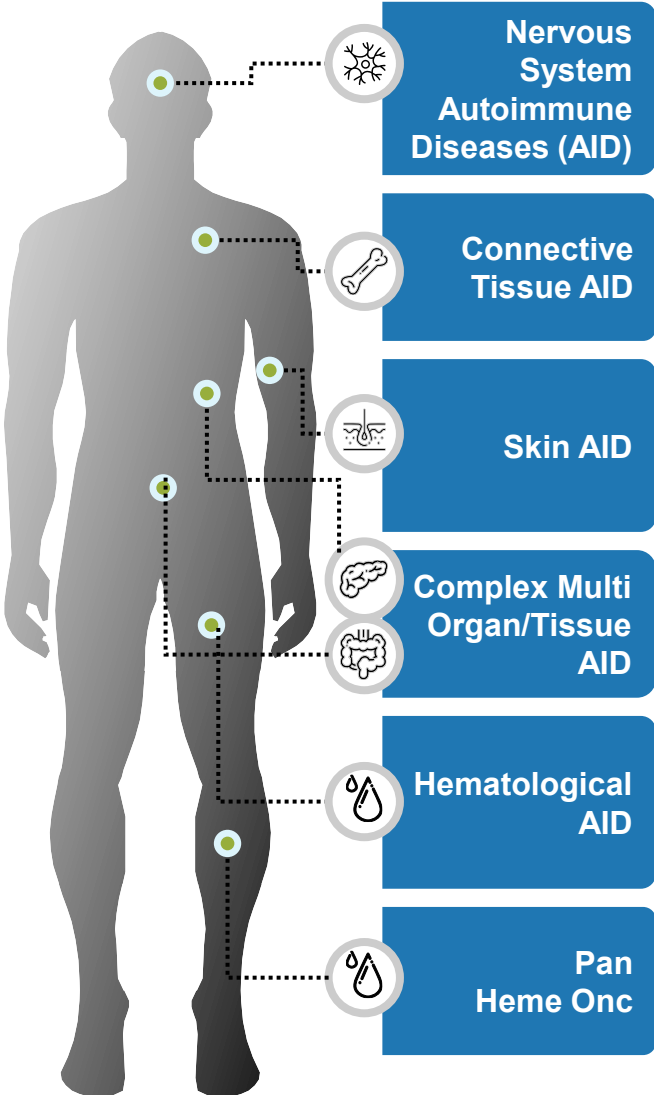 Nervous
System
Autoimmune
Diseases (AID)
Connective
Tissue AID
Skin AID
Complex Multi
Organ/Tissue
AID
Hematological
AID
Pan
Heme Onc